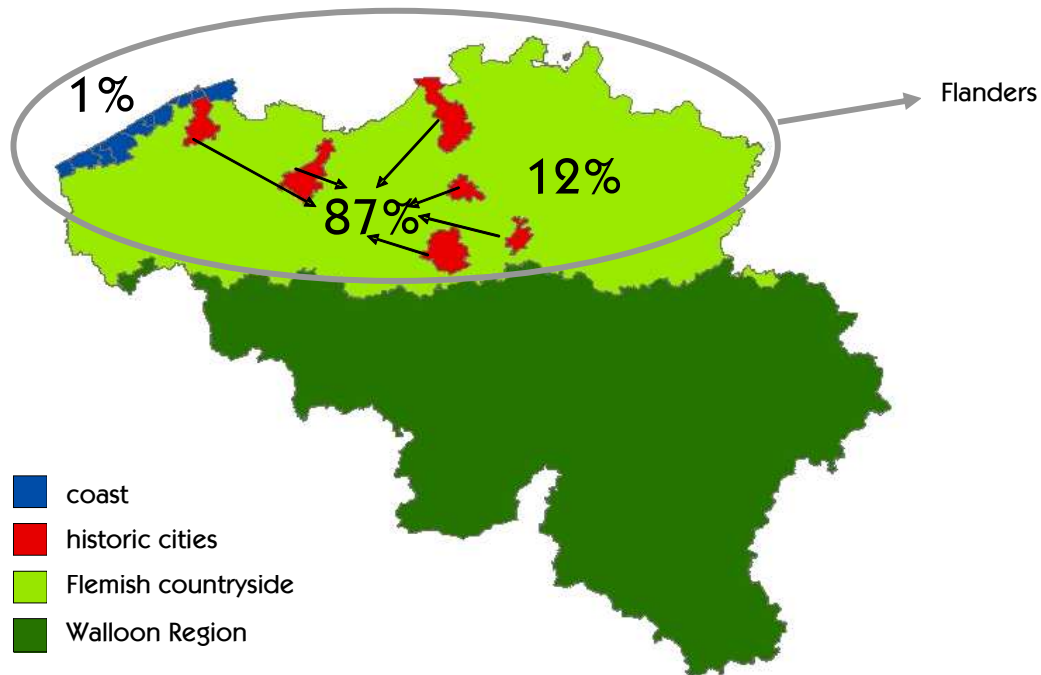 1%
Flanders
12%
87%
coast
historic cities
Flemish countryside
Walloon Region